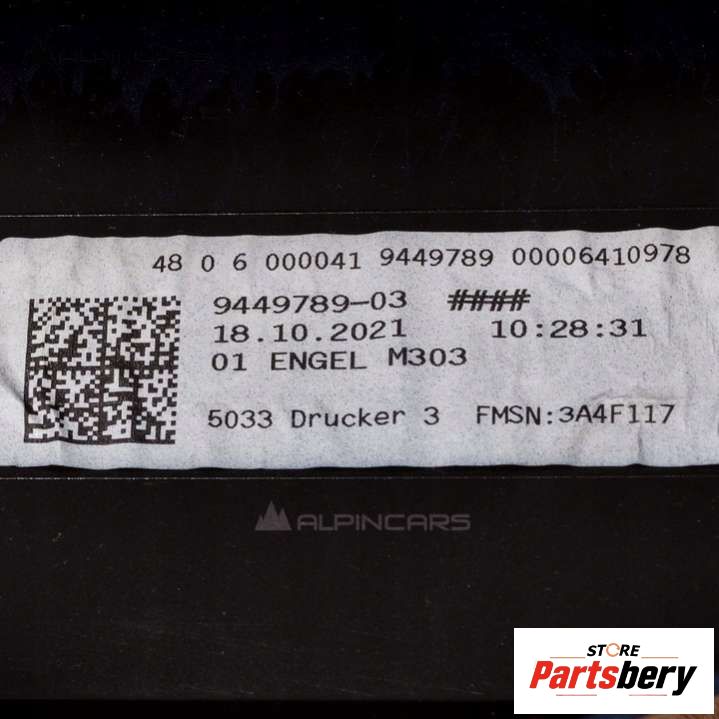 48 0 6 000041 9449789 00006410978
9449789-03 ####
18.10.2021 10:28:31
01 ENGEL M303
5033 Drucker 3 FMSN:3A4F117
ALPINCARS
STORE
Partsbery